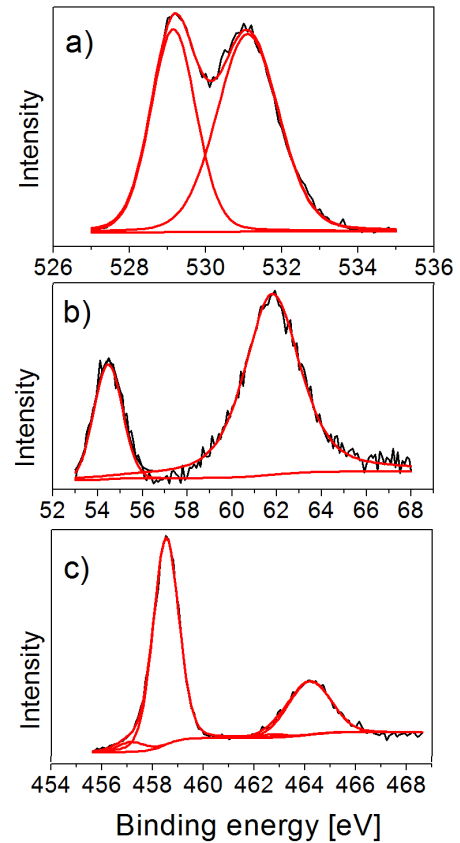 a)
Intensity
526 528 530 532 534 536
b)
Intensity
52 54 56 58 60 62 64 66 68
c)
Intensity
454 456 458 460 462 464 466 468
Binding energy [eV]